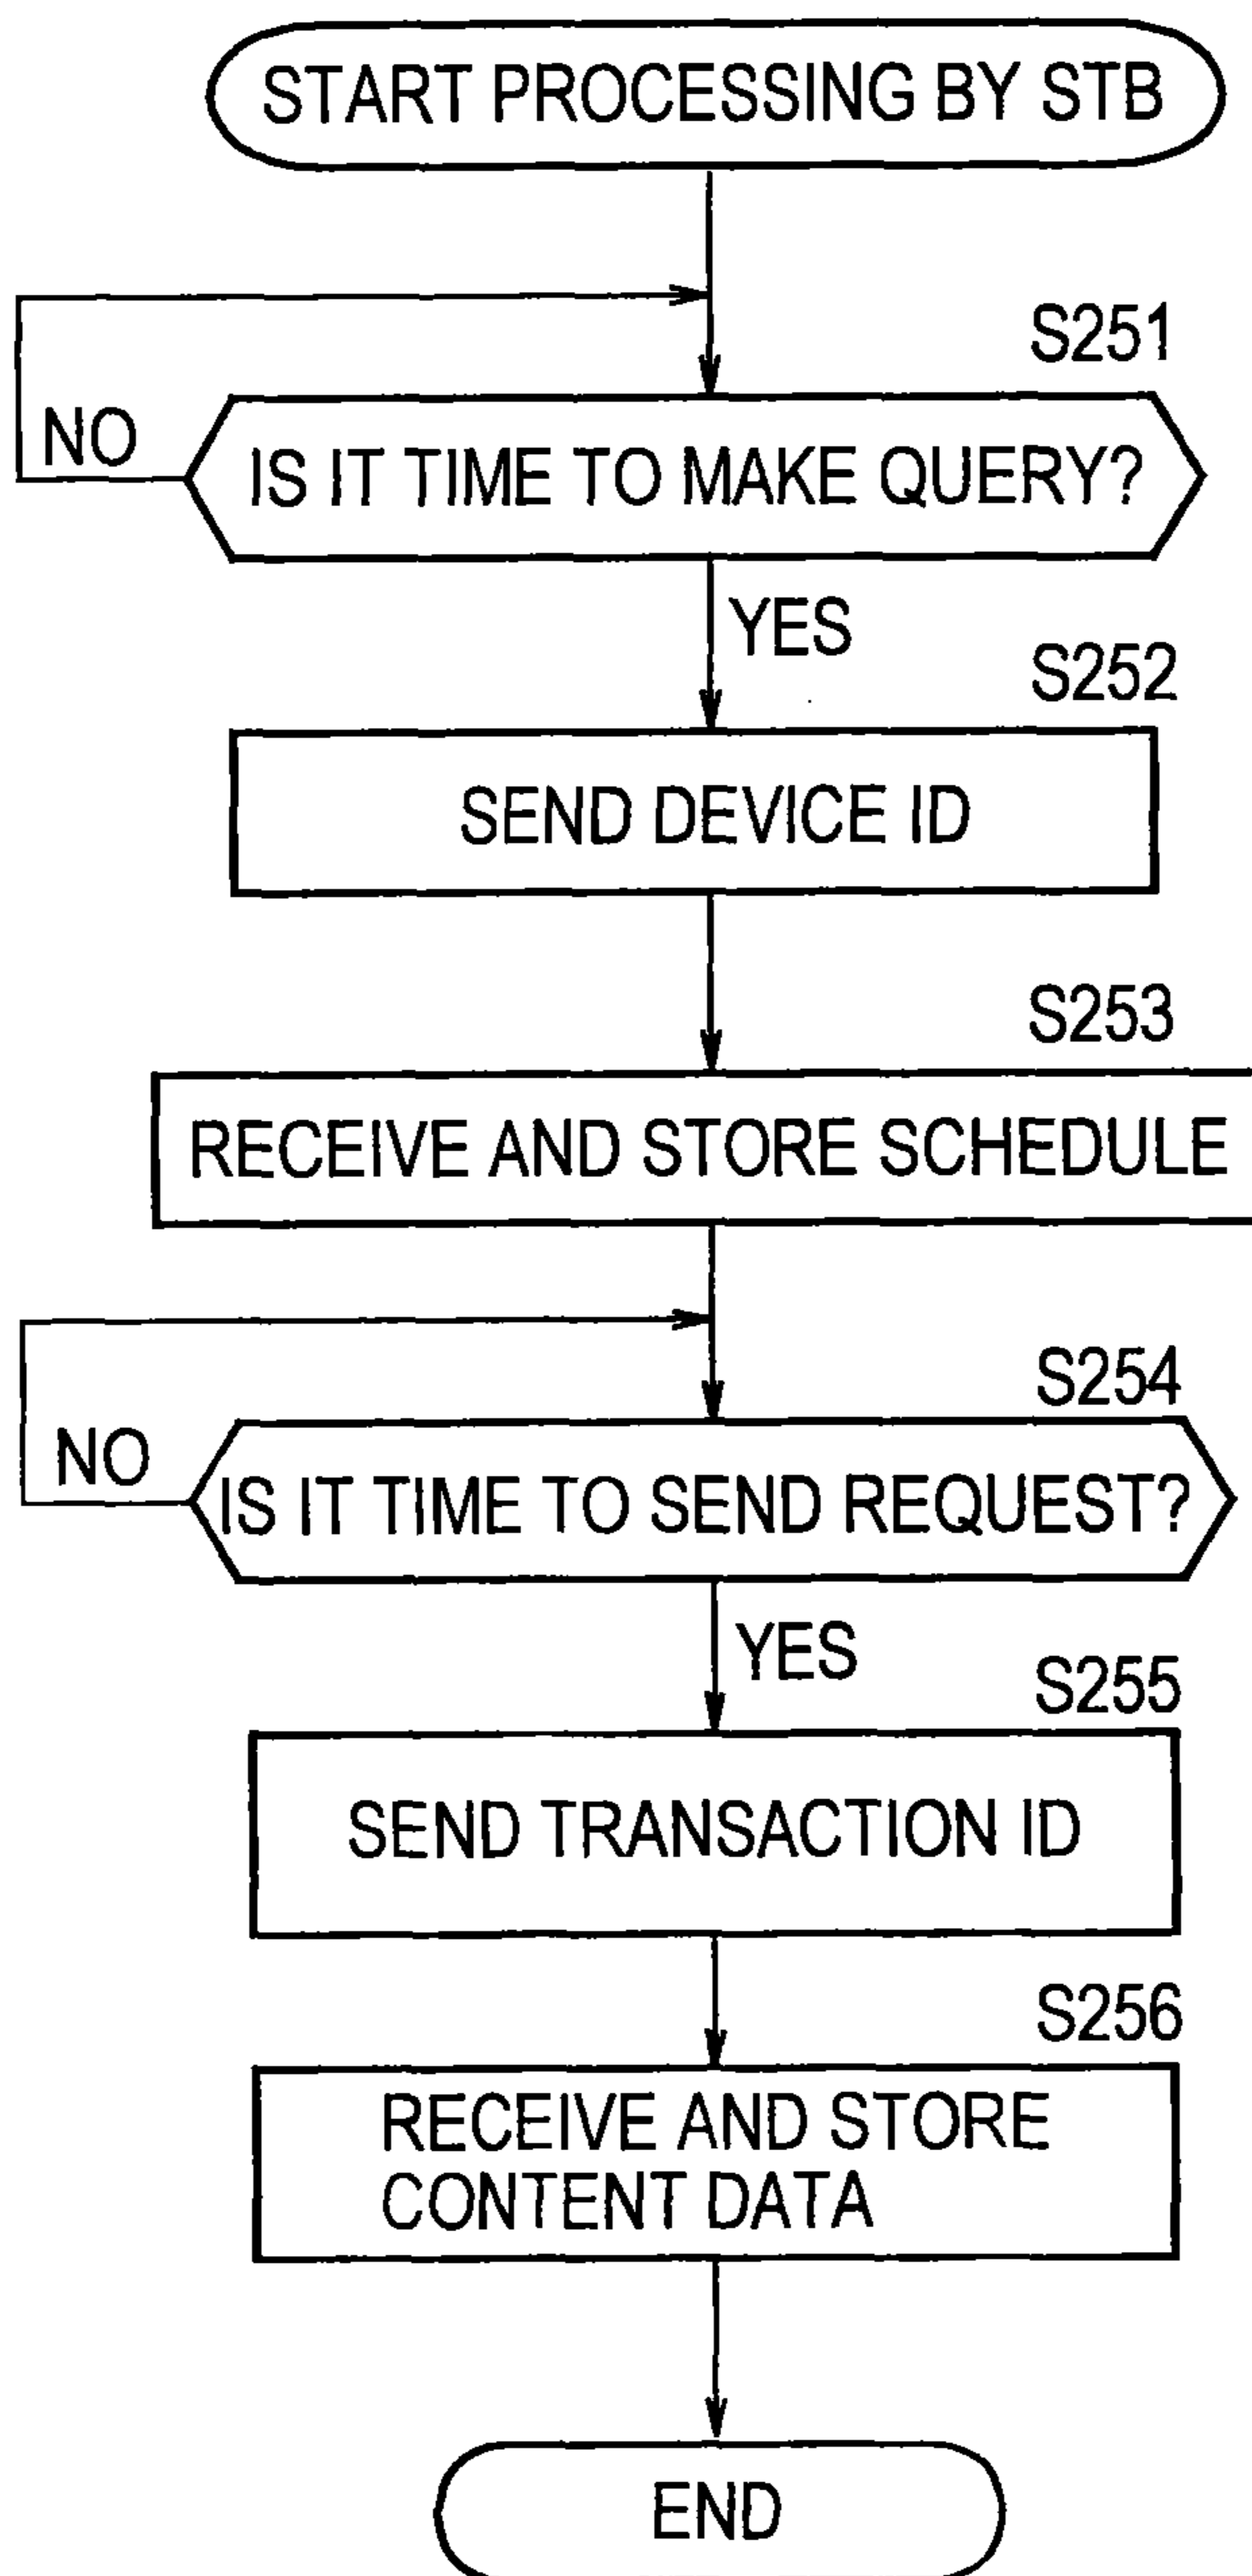 START PROCESSING BY STB
S251
NO
IS IT TIME TO MAKE QUERY?
YES
S252
SEND DEVICE ID
S253
RECEIVE AND STORE SCHEDULE
S254
NO
IS IT TIME TO SEND REQUEST?
YES
S255
SEND TRANSACTION ID
S256
RECEIVE AND STORE
CONTENT DATA
END